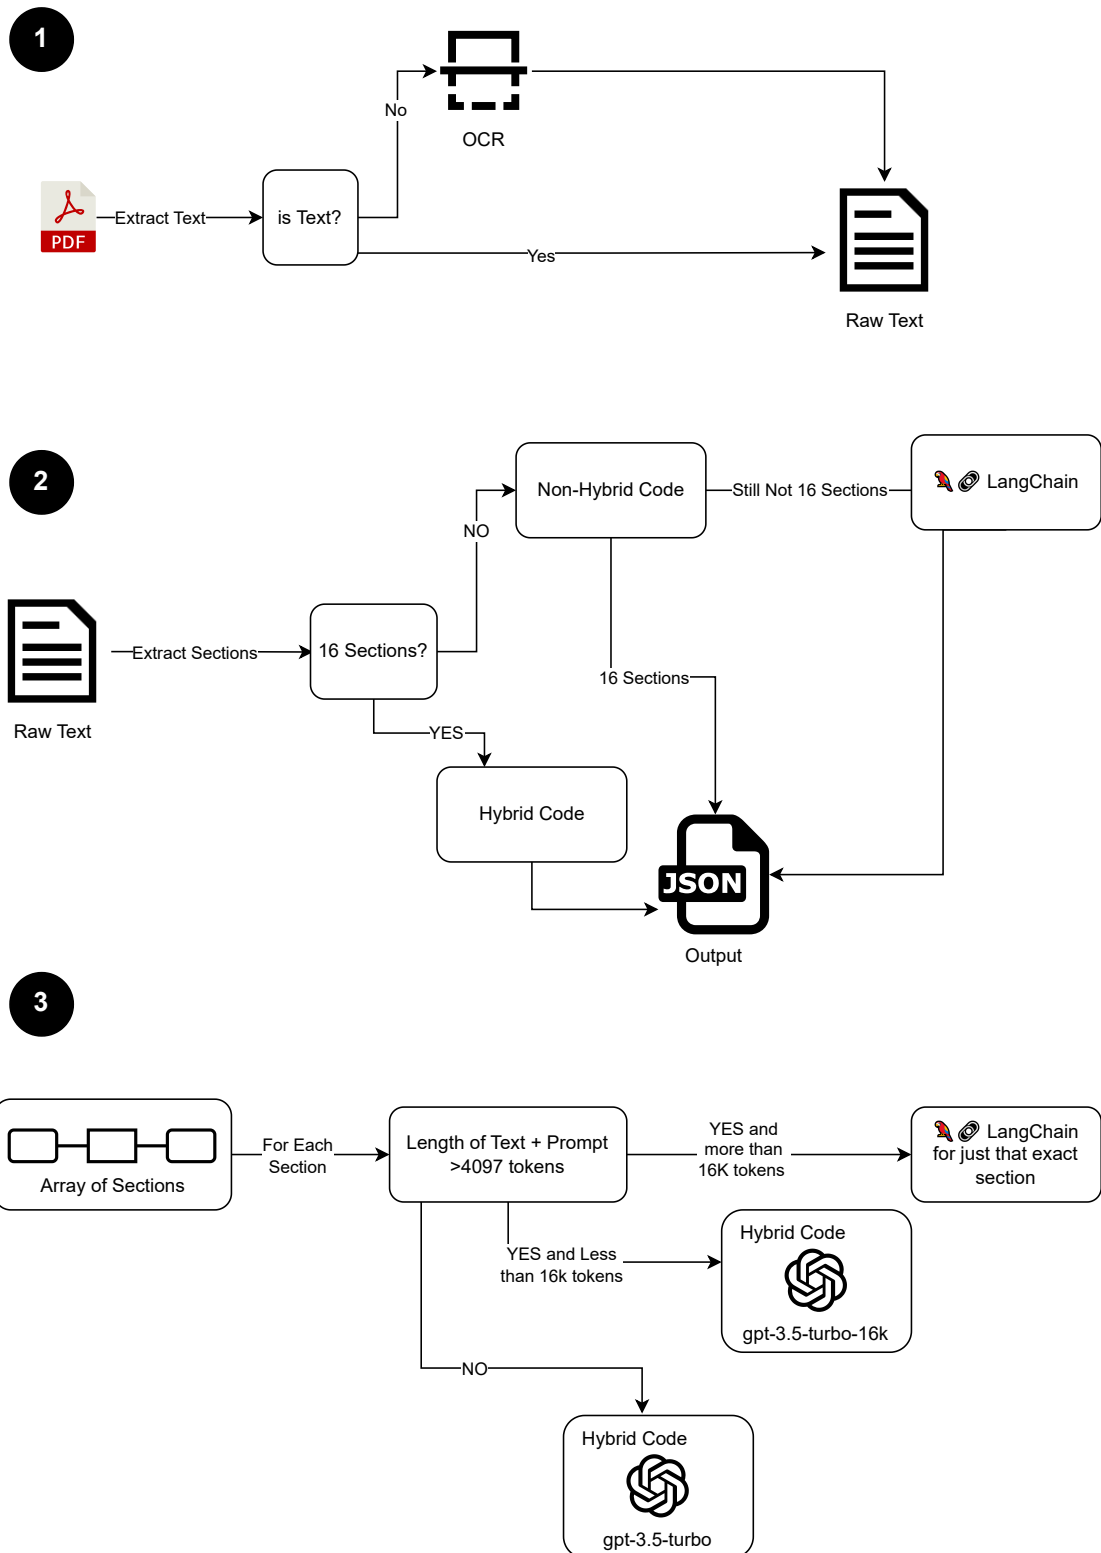 1
No
OCR
PDF
Extract Text
is Text?
Yes
Raw Text
2
Non-Hybrid Code
Still Not 16 Sections
LangChain
NO
Raw Text
Extract Sections
16 Sections?
16 Sections
YES
Hybrid Code
JSON
Output
3
Array of Sections
For Each
Section
Length of Text + Prompt
>4097 tokens
YES and
more than
16K tokens
LangChain
for just that exact
section
YES and Less
than 16k tokens
Hybrid Code
gpt-3.5-turbo-16k
NO
Hybrid Code
gpt-3.5-turbo